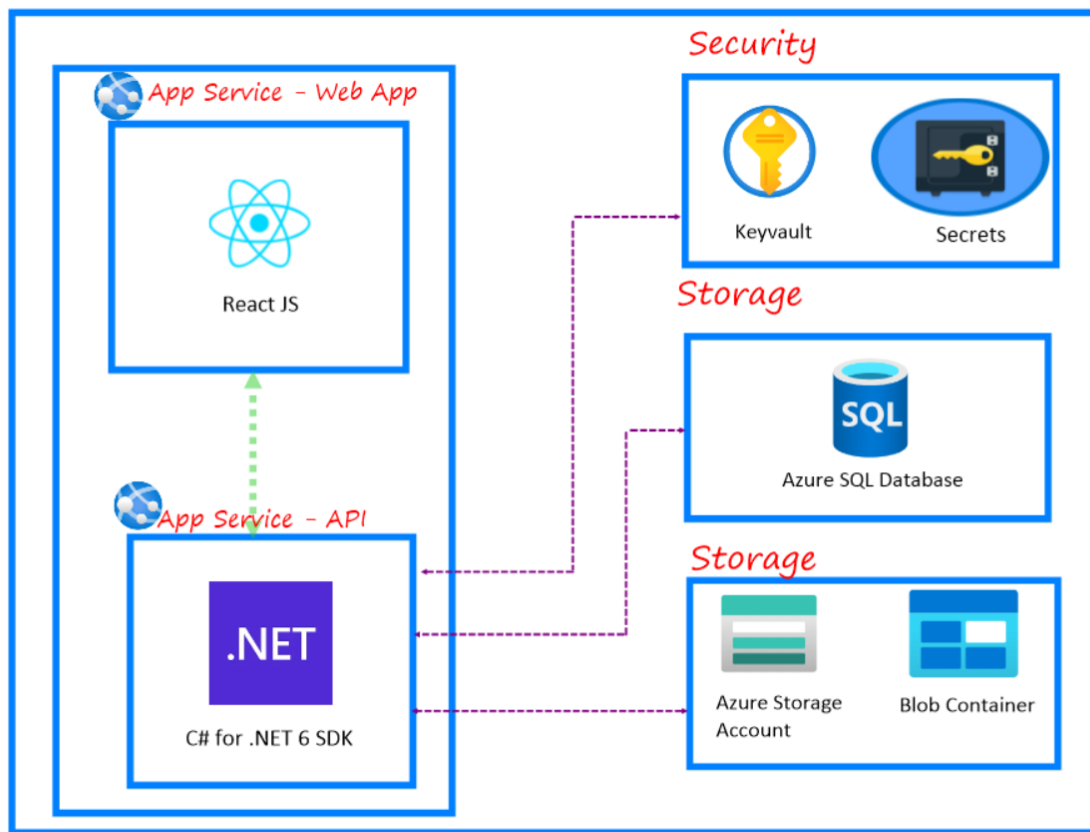 Security
App Service - Web App
Keyvault
Secrets
React JS
Storage
SQL
Azure SQL Database
App Service - API
Storage
.NET
Azure Storage
Account
Blob Container
C# for .NET 6 SDK